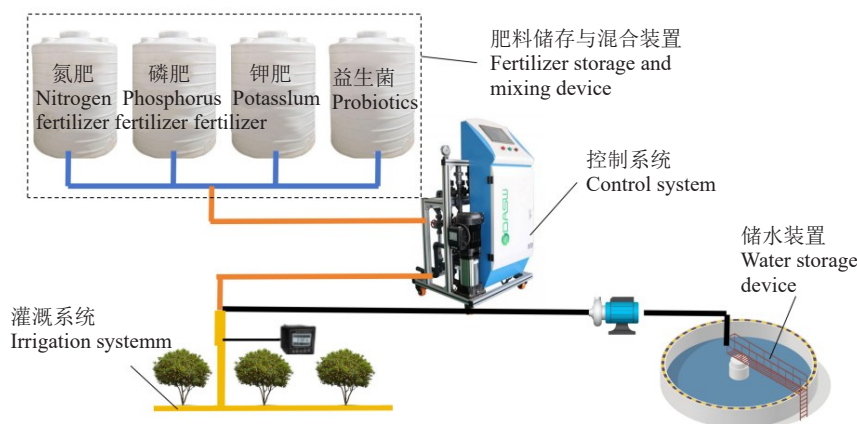 氮肥
Nitrogen
fertilizer
磷肥
Phosphorus
fertilizer
钾肥
Potasslum
fertilizer
益生菌
Probiotics
肥料储存与混合装置
Fertilizer storage and
mixing device
控制系统
Control system
储水装置
Water storage
device
灌溉系统
Irrigation systemm